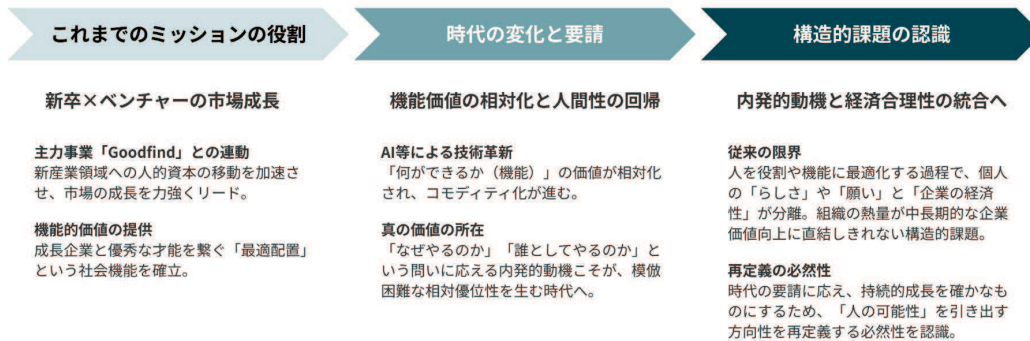 これまでのミッションの役割
時代の変化と要請
構造的課題の認識
新卒×ベンチャーの市場成長
主力事業「Goodfind」との連動
新産業領域への人的資本の移動を加速さ
せ、市場の成長を力強くリード。
機能的価値の提供
成長企業と優秀な才能を繋ぐ「最適配置」
という社会機能を確立。
機能価値の相対化と人間性の回帰
AI等による技術革新
「何ができるか（機能）」の価値が相対化
され、コモディティ化が進む。
真の価値の所在
「なぜやるのか」「誰としてやるのか」と
いう問いに応える内発的動機こそが、模倣
困難な相対優位性を生む時代へ。
内発的動機と経済合理性の統合へ
従来の限界
人を役割や機能に最適化する過程で、個人
の「らしさ」や「願い」と「企業の経済
性」が分離。組織の熱量が中長期的な企業
価値向上に直結しきれない構造的課題。
再定義の必然性
時代の要請に応え、持続的成長を確かなも
のにするため、「人の可能性」を引き出す
方向性を再定義する必然性を認識。